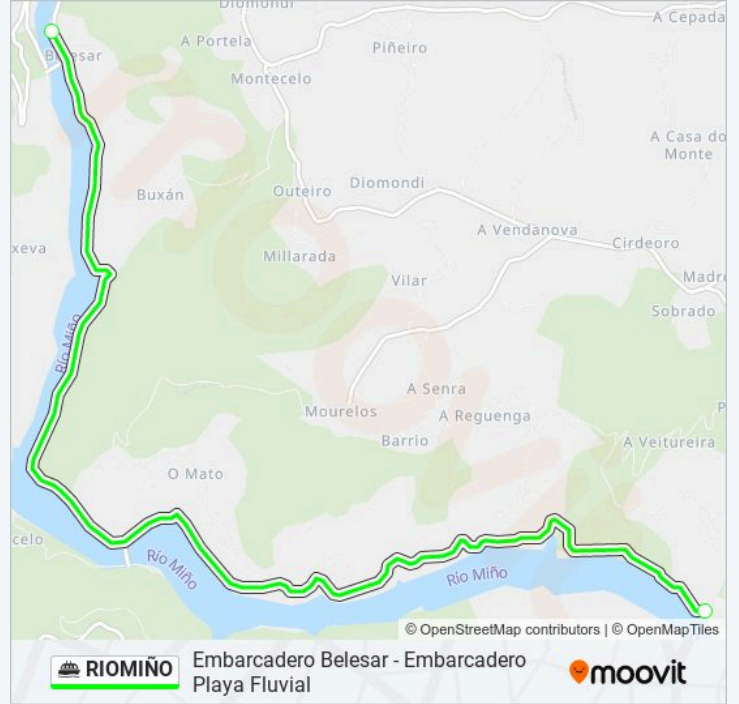 Diomondi
A Cepada
A Portela
Piñeiro
Belesar
Montecelo
A Casa do
Monte
Buxán
Outeiro
Diomondi
A Vendanova
Cirdeoro
xeva
Millarada
Vilar
Madre
Sobrado
Río Miño
A Senra
Mourelos
A Reguenga
Barrio
A Veitureira
O Mato
celo
Río Miño
Río Miño
© OpenStreetMap contributors | © OpenMapTiles
RIOMIÑO
Embarcadero Belesar - Embarcadero
Playa Fluvial
moovit